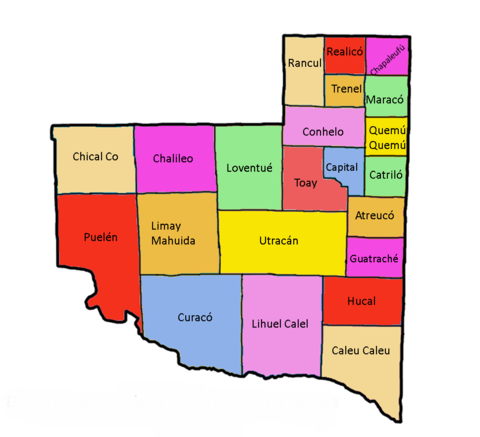 Rancul
Realicó
Chapaleufú
Trenel
Maracó
Conhelo
Quemú
Quemú
Chical Co
Chalileo
Loventué
Toay
Capital
Catriló
Puelén
Limay
Mahuida
Utracán
Atreucó
Guatraché
Curacó
Lihuel Calel
Hucal
Caleu Caleu